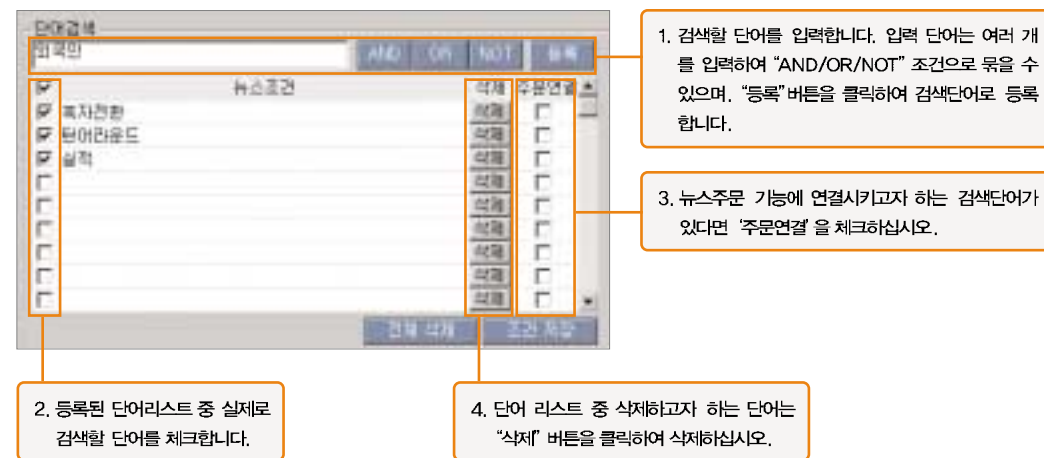 단어검색
외국인 AND OR NOT 등록
뉴스조건 삭제 주문연결
흑자전환 삭제
턴어라운드 삭제
실적 삭제
삭제
삭제
삭제
삭제
삭제
삭제
전체 삭제 조건 저장
1. 검색할 단어를 입력합니다. 입력 단어는 여러 개
를 입력하여 “AND/OR/NOT” 조건으로 묶을 수
있으며, “등록”버튼을 클릭하여 검색단어로 등록
합니다.
3. 뉴스주문 기능에 연결시키고자 하는 검색단어가
있다면 ‘주문연결’을 체크하십시오.
2. 등록된 단어리스트 중 실제로
검색할 단어를 체크합니다.
4. 단어 리스트 중 삭제하고자 하는 단어는
“삭제” 버튼을 클릭하여 삭제하십시오.